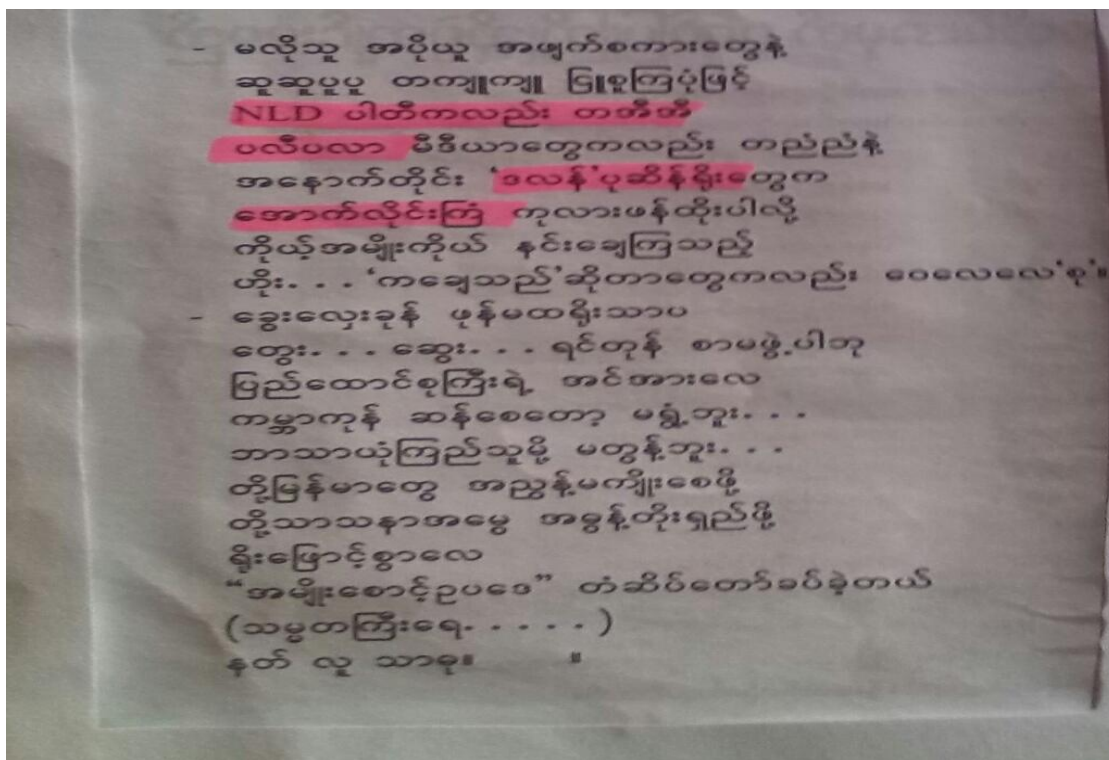 - မလိုသူ အပိုယူ အဖျက်စကားတွေနဲ့
ဆူဆူပူပူ တကျူကျူ ပြုစူကြပုံဖြင့်
NLD ပါတီကလည်း တအီအီ
ပလီပလာ မီဒီယာတွေကလည်း တညံညံနဲ့
အနောက်တိုင်း ‘ဒလန်’ပုဆိန်ရိုးတွေက
အောက်လိုင်းကြံ ကုလားဖန်ထိုးပါလို့
ကိုယ့်အမျိုးကိုယ် နင်းချေကြသည့်
ဟိုး. . . ‘ကချေသည်’ဆိုတာတွေကလည်း ဝေလေလေ‘စု’။
- ခွေးလှေးခုန် ဖုန်မထရိုးသာပ
တွေး. . . ဆွေး. . . ရင်တုန် စာမဖွဲ့ပါဘု
ပြည်ထောင်စုကြီးရဲ့ အင်အားလေ
ကမ္ဘာကုန် ဆန်စေတော့ မရွံ့ဘူး. . .
ဘာသာယုံကြည်သူမို့ မတွန့်ဘူး. . .
တို့မြန်မာတွေ အညွန့်မကျိုးစေဖို့
တို့သာသနာအမွေ အခွန့်တိုးရှည်ဖို့
ရိုးဖြောင့်စွာလေ
“အမျိုးစောင့်ဥပဒေ” တံဆိပ်တော်ခပ်ခဲ့တယ်
(သမ္မတကြီးရေ. . . . . )
နတ် လူ သာဓု။ ။